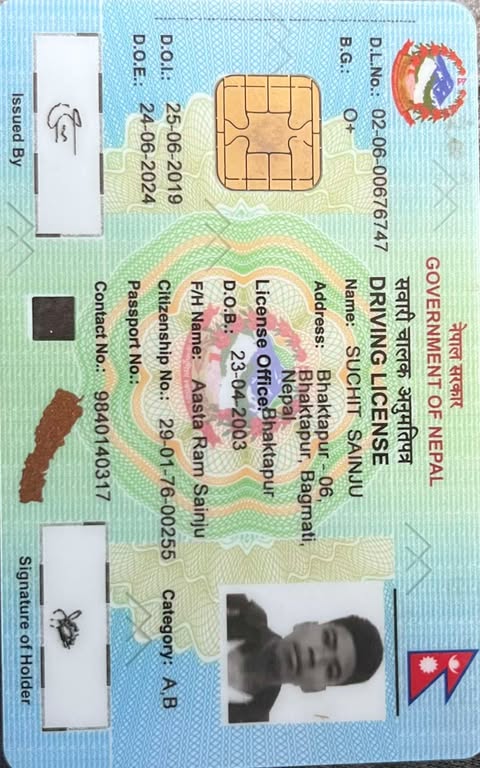 नेपाल सरकार
GOVERNMENT OF NEPAL
सवारी चालक अनुमतिपत्र
DRIVING LICENSE
D.L.No.: 02-06-00676747
B.G.: O+
Name: SUCHIT SAINJU
Address: Bhaktapur - 06,
Bhaktapur, Bagmati,
Nepal
License Office: Bhaktapur
D.O.B.: 23-04-2003
F/H Name: Aasta Ram Sainju
D.O.I.: 25-06-2019
D.O.E.: 24-06-2024
Citizenship No.: 29-01-76-00255
Category: A,B
Passport No.:
Contact No.: 9840140317
Issued By
Signature of Holder